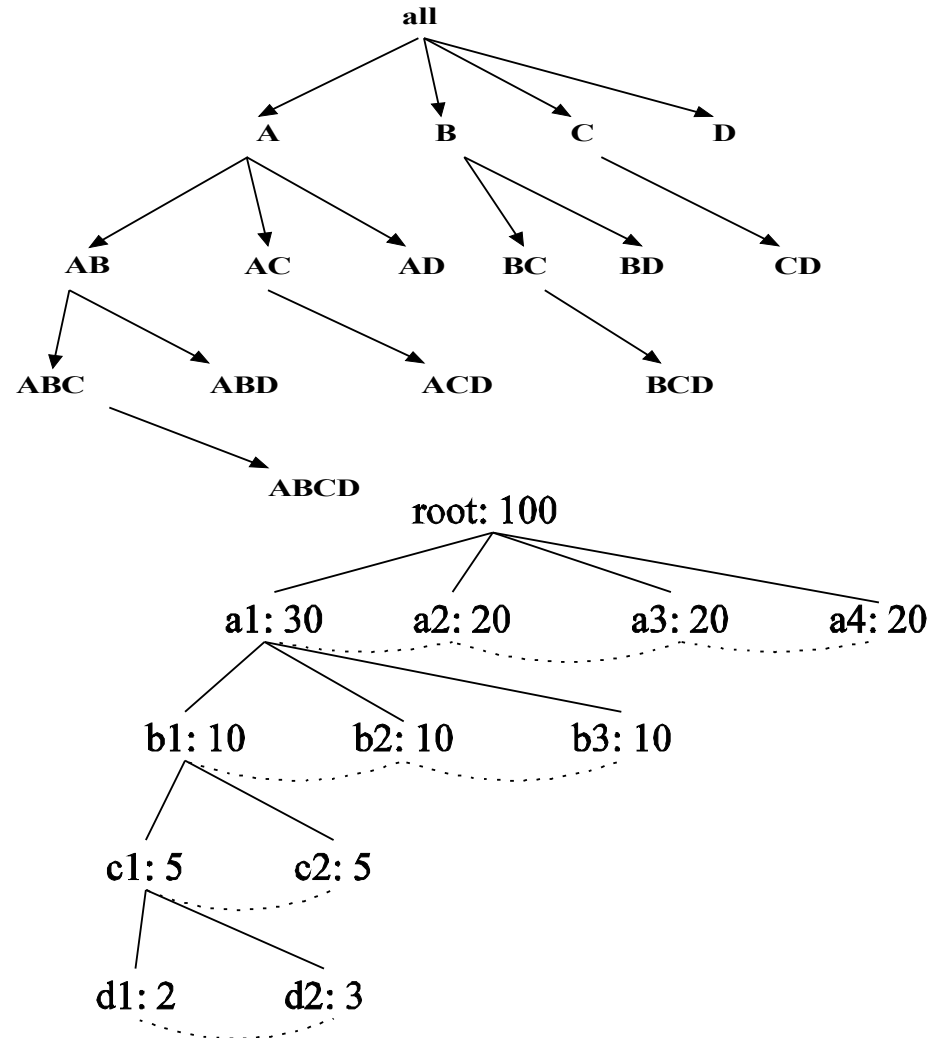 all
A B C D
AB AC AD BC BD CD
ABC ABD ACD BCD
ABCD
root: 100
a1: 30 a2: 20 a3: 20 a4: 20
b1: 10 b2: 10 b3: 10
c1: 5 c2: 5
d1: 2 d2: 3